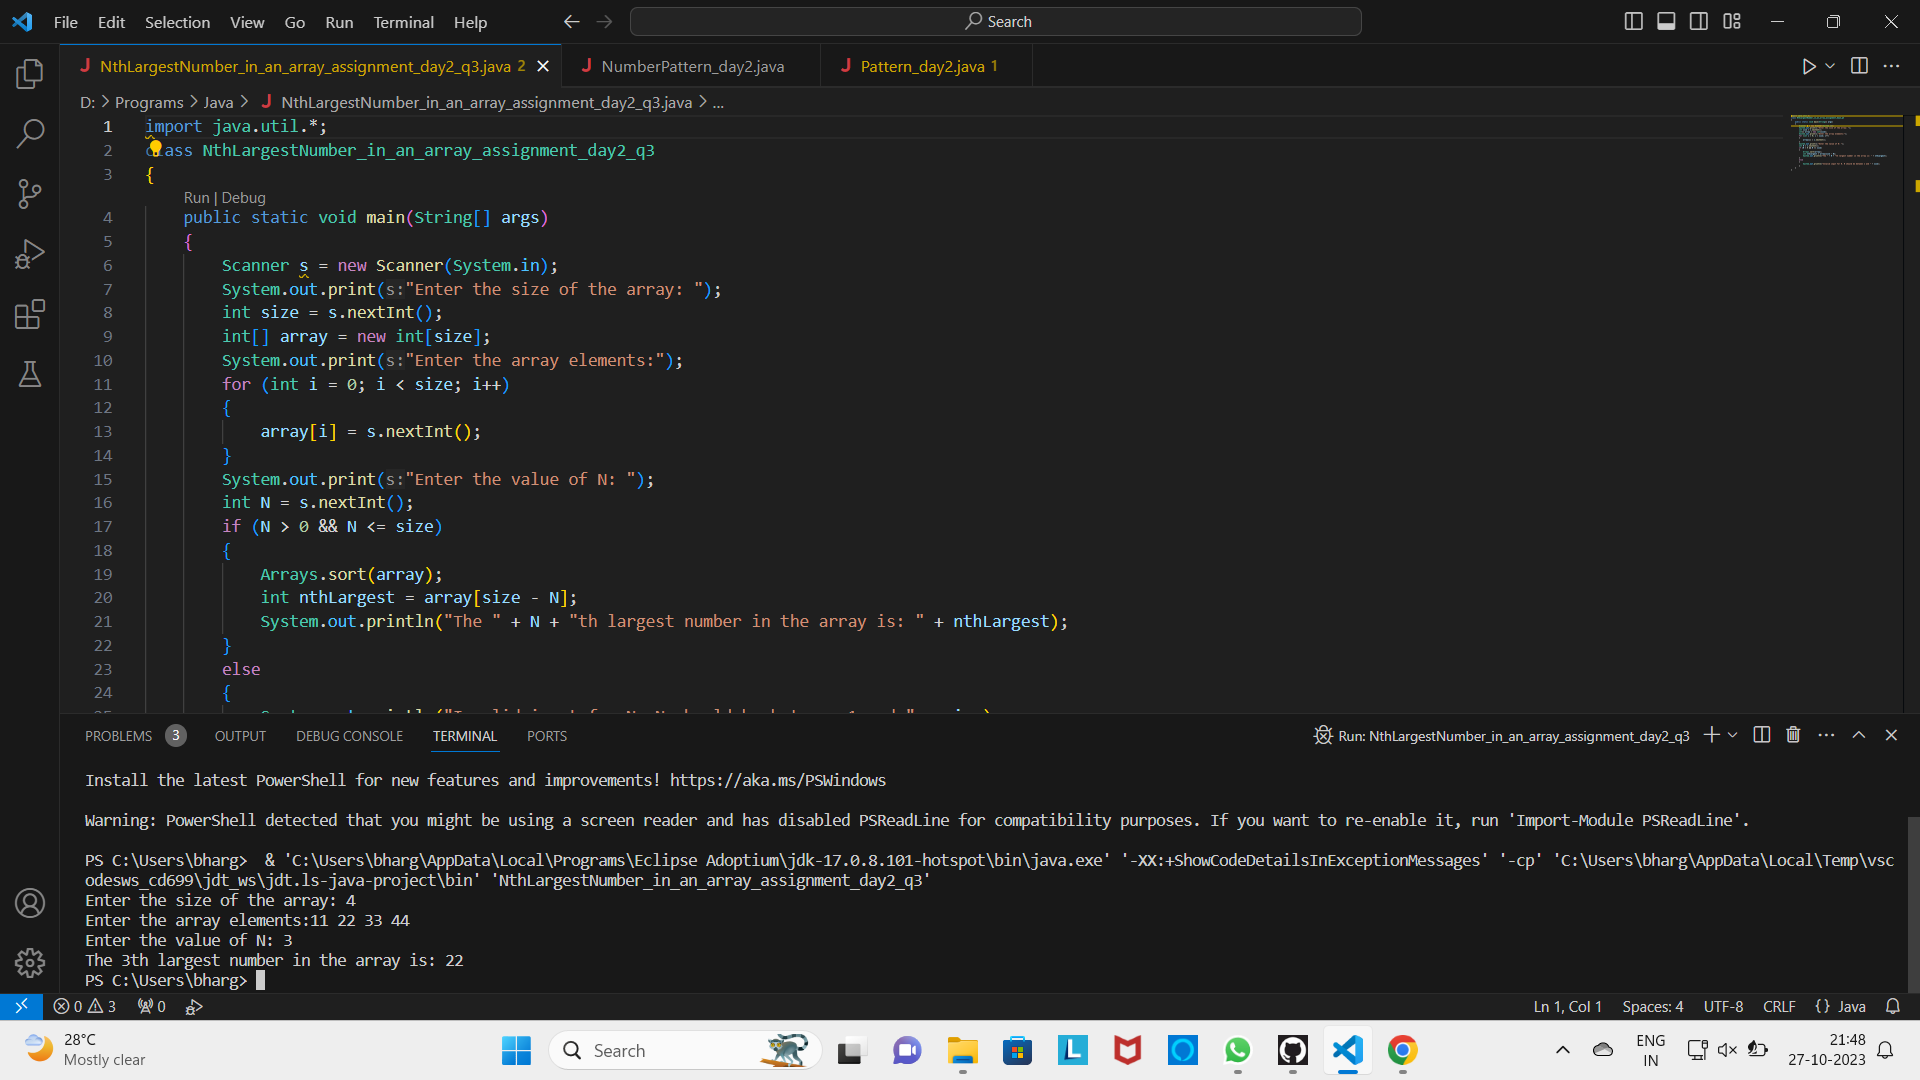 File Edit Selection View Go Run Terminal Help Search
NthLargestNumber_in_an_array_assignment_day2_q3.java 2 NumberPattern_day2.java Pattern_day2.java 1
D: > Programs > Java > NthLargestNumber_in_an_array_assignment_day2_q3.java > ...
1 import java.util.*;
2 class NthLargestNumber_in_an_array_assignment_day2_q3
3 {
Run | Debug
4 public static void main(String[] args)
5 {
6 Scanner s = new Scanner(System.in);
7 System.out.print(s:"Enter the size of the array: ");
8 int size = s.nextInt();
9 int[] array = new int[size];
10 System.out.print(s:"Enter the array elements:");
11 for (int i = 0; i < size; i++)
12 {
13 array[i] = s.nextInt();
14 }
15 System.out.print(s:"Enter the value of N: ");
16 int N = s.nextInt();
17 if (N > 0 && N <= size)
18 {
19 Arrays.sort(array);
20 int nthLargest = array[size - N];
21 System.out.println("The " + N + "th largest number in the array is: " + nthLargest);
22 }
23 else
24 {
PROBLEMS 3 OUTPUT DEBUG CONSOLE TERMINAL PORTS Run: NthLargestNumber_in_an_array_assignment_day2_q3
Install the latest PowerShell for new features and improvements! https://aka.ms/PSWindows
Warning: PowerShell detected that you might be using a screen reader and has disabled PSReadLine for compatibility purposes. If you want to re-enable it, run 'Import-Module PSReadLine'.
PS C:\Users\bharg>  & 'C:\Users\bharg\AppData\Local\Programs\Eclipse Adoptium\jdk-17.0.8.101-hotspot\bin\java.exe' '-XX:+ShowCodeDetailsInExceptionMessages' '-cp' 'C:\Users\bharg\AppData\Local\Temp\vsc
odesws_cd699\jdt_ws\jdt.ls-java-project\bin' 'NthLargestNumber_in_an_array_assignment_day2_q3'
Enter the size of the array: 4
Enter the array elements:11 22 33 44
Enter the value of N: 3
The 3th largest number in the array is: 22
PS C:\Users\bharg>
0 3 0 Ln 1, Col 1 Spaces: 4 UTF-8 CRLF {} Java
28°C
Mostly clear
Search
ENG
IN
21:48
27-10-2023